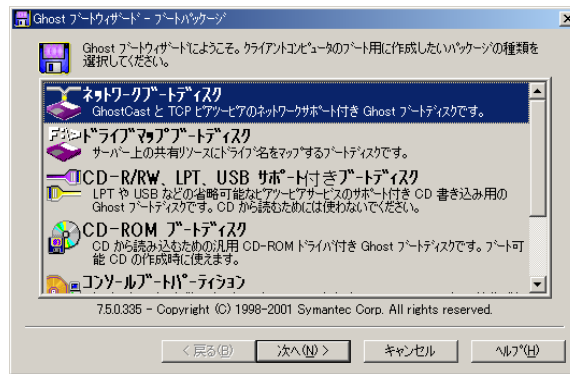 Ghost ブートウィザード - ブートパッケージ
Ghost ブートウィザードにようこそ。クライアントコンピュータのブート用に作成したいパッケージの種類を
選択してください。
ネットワークブートディスク
GhostCast と TCP ピアツーピアのネットワークサポート付き Ghost ブートディスクです。
ドライブマップブートディスク
サーバー上の共有リソースにドライブ名をマップするブートディスクです。
CD-R/RW、LPT、USB サポート付きブートディスク
LPT や USB などの省略可能なピアツーピアサービスのサポート付き CD 書き込み用の
Ghost ブートディスクです。CD から読むためには使わないでください。
CD-ROM ブートディスク
CD から読み込むための汎用 CD-ROM ドライバ付き Ghost ブートディスクです。ブート可
能 CD の作成時に使えます。
コンソールブートパーティション
7.5.0.335 - Copyright (C) 1998-2001 Symantec Corp. All rights reserved.
< 戻る(B) 次へ(N) > キャンセル ヘルプ(H)